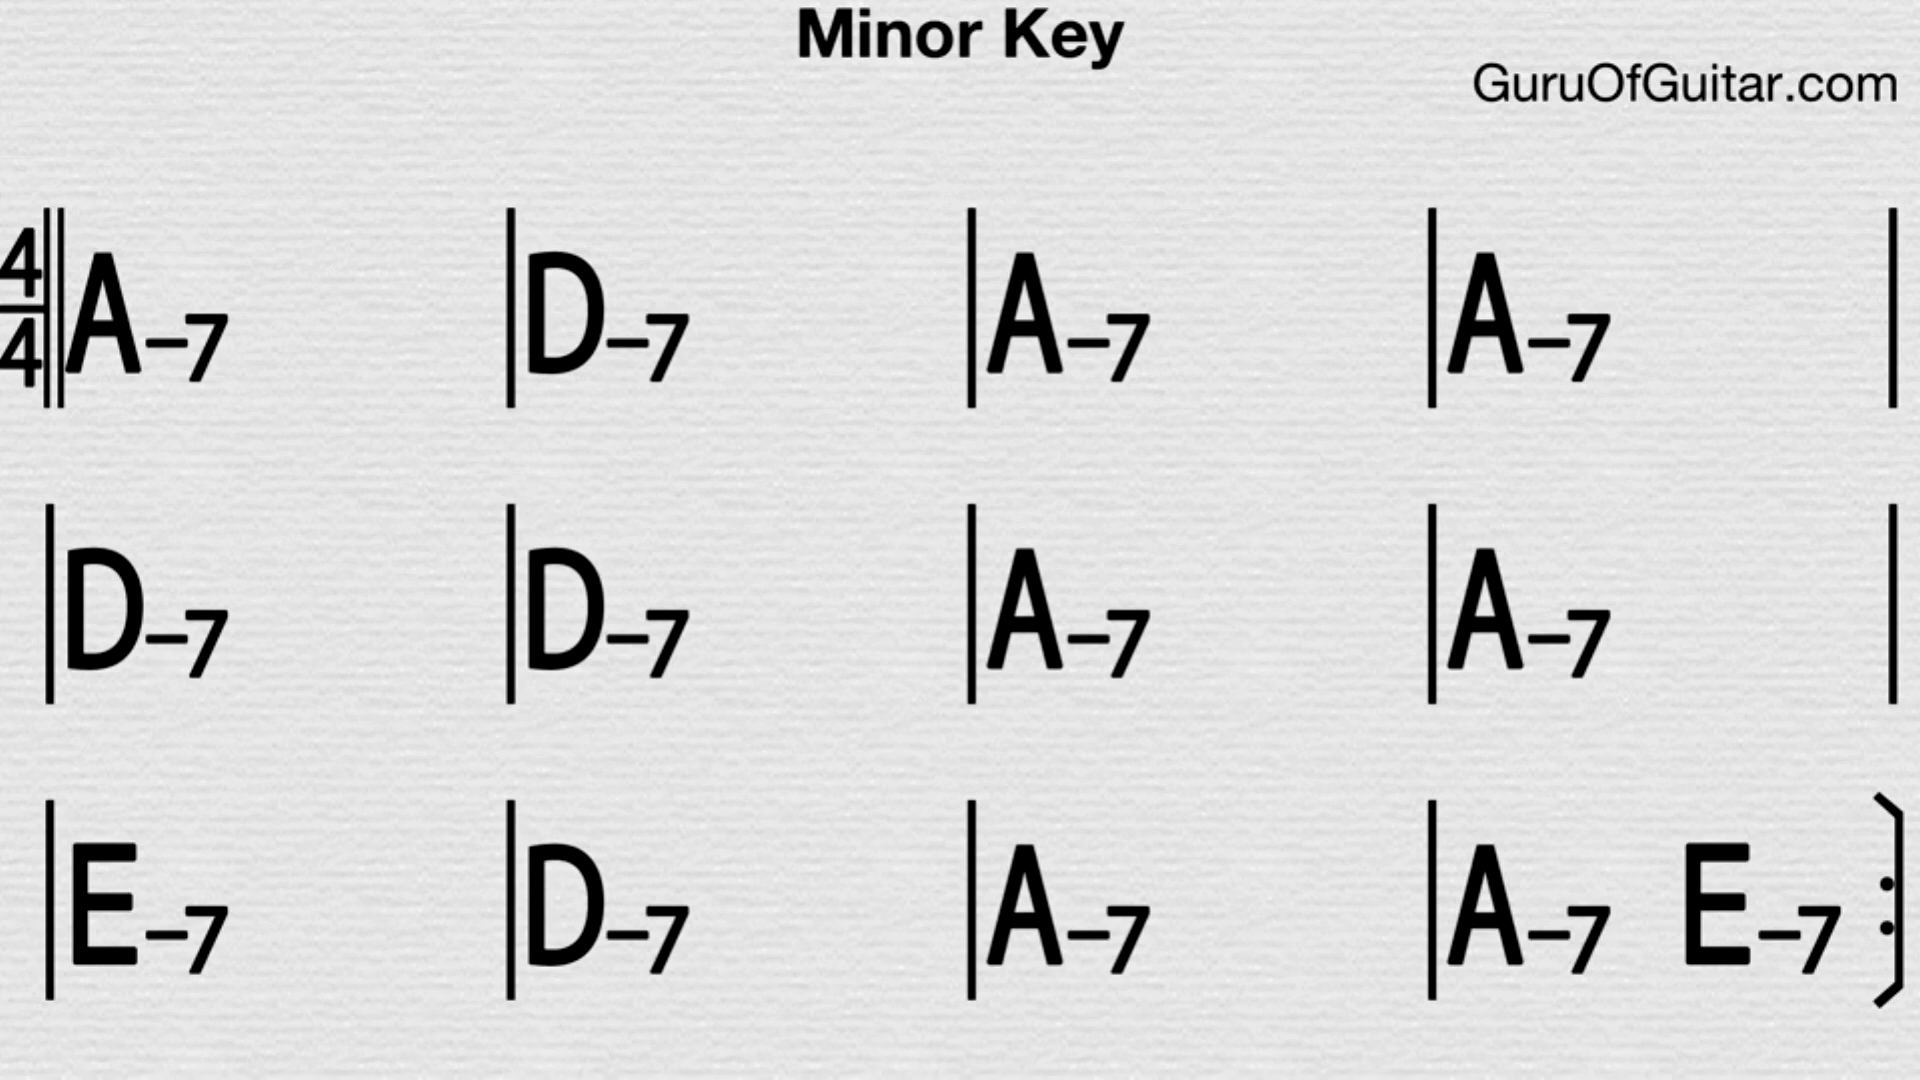 Minor Key
GuruOfGuitar.com
4/4 A–7 D–7 A–7 A–7
D–7 D–7 A–7 A–7
E–7 D–7 A–7 A–7 E–7